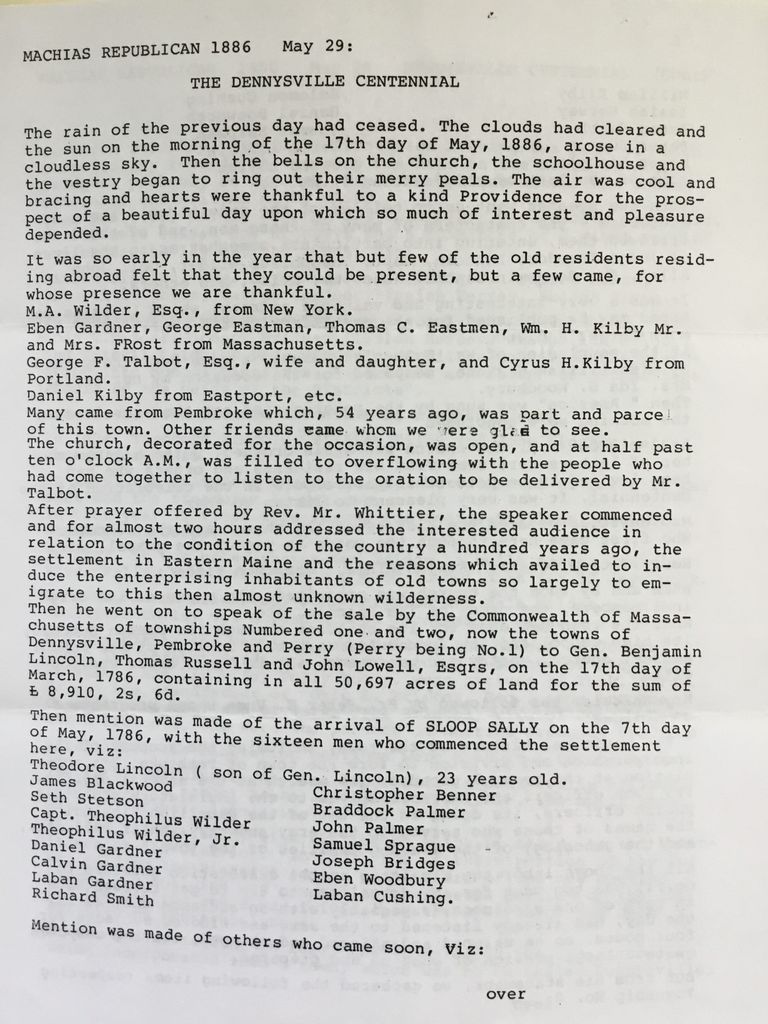 MACHIAS REPUBLICAN 1886 May 29:
THE DENNYSVILLE CENTENNIAL
The rain of the previous day had ceased. The clouds had cleared and
the sun on the morning of the 17th day of May, 1886, arose in a
cloudless sky. Then the bells on the church, the schoolhouse and
the vestry began to ring out their merry peals. The air was cool and
bracing and hearts were thankful to a kind Providence for the pros-
pect of a beautiful day upon which so much of interest and pleasure
depended.
It was so early in the year that but few of the old residents resid-
ing abroad felt that they could be present, but a few came, for
whose presence we are thankful.
M.A. Wilder, Esq., from New York.
Eben Gardner, George Eastman, Thomas C. Eastmen, Wm. H. Kilby Mr.
and Mrs. FRost from Massachusetts.
George F. Talbot, Esq., wife and daughter, and Cyrus H.Kilby from
Portland.
Daniel Kilby from Eastport, etc.
Many came from Pembroke which, 54 years ago, was part and parcel
of this town. Other friends came whom we were glad to see.
The church, decorated for the occasion, was open, and at half past
ten o'clock A.M., was filled to overflowing with the people who
had come together to listen to the oration to be delivered by Mr.
Talbot.
After prayer offered by Rev. Mr. Whittier, the speaker commenced
and for almost two hours addressed the interested audience in
relation to the condition of the country a hundred years ago, the
settlement in Eastern Maine and the reasons which availed to in-
duce the enterprising inhabitants of old towns so largely to em-
igrate to this then almost unknown wilderness.
Then he went on to speak of the sale by the Commonwealth of Massa-
chusetts of townships Numbered one and two, now the towns of
Dennysville, Pembroke and Perry (Perry being No.1) to Gen. Benjamin
Lincoln, Thomas Russell and John Lowell, Esqrs, on the 17th day of
March, 1786, containing in all 50,697 acres of land for the sum of
£ 8,910, 2s, 6d.
Then mention was made of the arrival of SLOOP SALLY on the 7th day
of May, 1786, with the sixteen men who commenced the settlement
here, viz:
Theodore Lincoln ( son of Gen. Lincoln), 23 years old.
James Blackwood
Seth Stetson
Capt. Theophilus Wilder
Theophilus Wilder, Jr.
Daniel Gardner
Calvin Gardner
Laban Gardner
Richard Smith
Christopher Benner
Braddock Palmer
John Palmer
Samuel Sprague
Joseph Bridges
Eben Woodbury
Laban Cushing.
Mention was made of others who came soon, Viz:
over